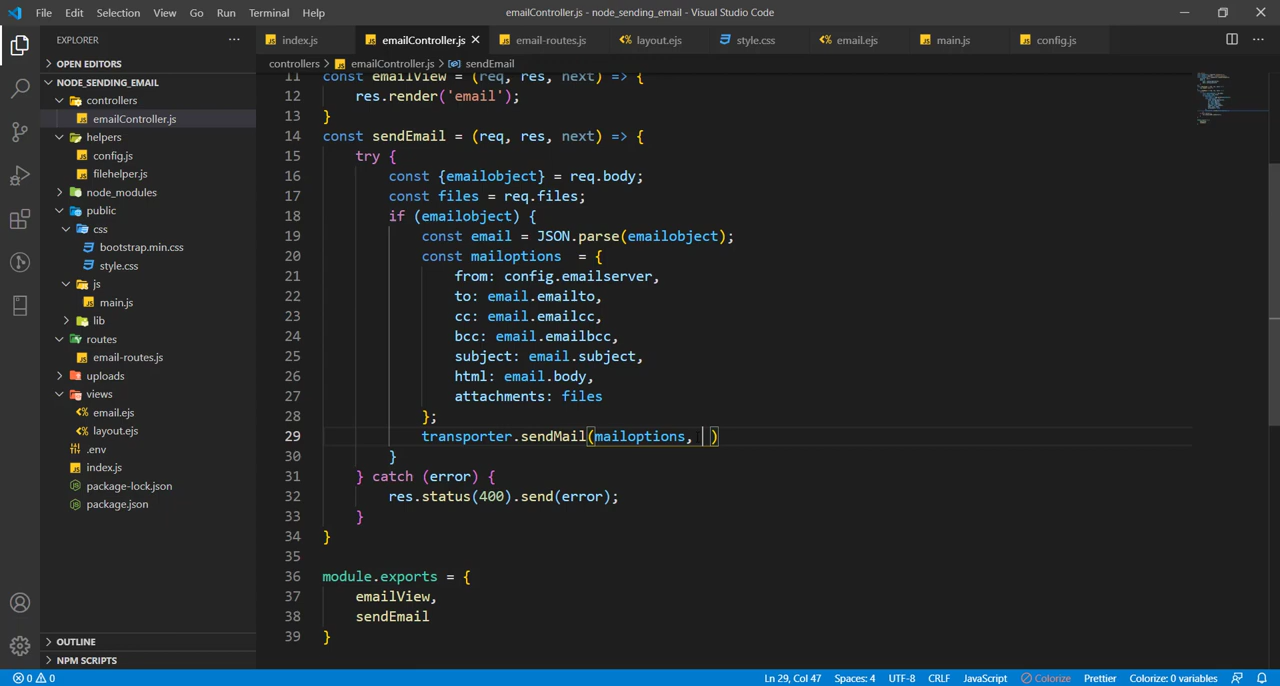 File Edit Selection View Go Run Terminal Help
emailController.js - node_sending_email - Visual Studio Code
EXPLORER
index.js
emailController.js
email-routes.js
layout.ejs
style.css
email.ejs
main.js
config.js
OPEN EDITORS
controllers > emailController.js > sendEmail
NODE_SENDING_EMAIL
controllers
emailController.js
helpers
config.js
filehelper.js
node_modules
public
css
bootstrap.min.css
style.css
js
main.js
lib
routes
email-routes.js
uploads
views
email.ejs
layout.ejs
.env
index.js
package-lock.json
package.json
OUTLINE
NPM SCRIPTS
11 const emailView = (req, res, next) => {
12 res.render('email');
13 }
14 const sendEmail = (req, res, next) => {
15 try {
16 const {emailobject} = req.body;
17 const files = req.files;
18 if (emailobject) {
19 const email = JSON.parse(emailobject);
20 const mailoptions = {
21 from: config.emailserver,
22 to: email.emailto,
23 cc: email.emailcc,
24 bcc: email.emailbcc,
25 subject: email.subject,
26 html: email.body,
27 attachments: files
28 };
29 transporter.sendMail(mailoptions, )
30 }
31 } catch (error) {
32 res.status(400).send(error);
33 }
34 }
35
36 module.exports = {
37 emailView,
38 sendEmail
39 }
0 0 Ln 29, Col 47 Spaces: 4 UTF-8 CRLF JavaScript Colorize Prettier Colorize: 0 variables